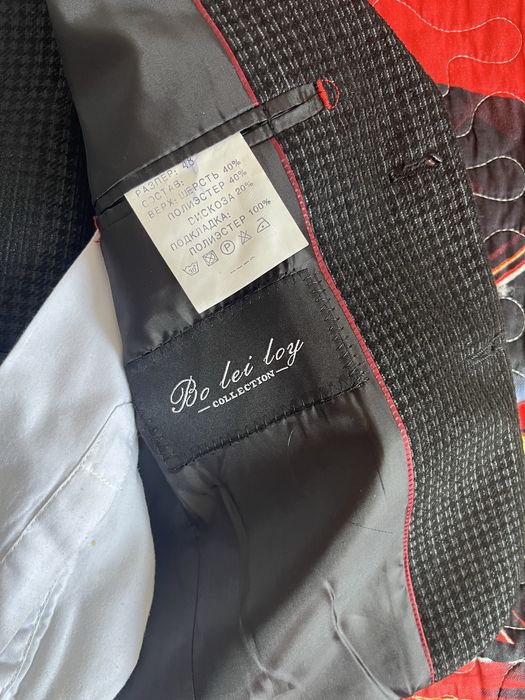 РАЗМЕР: 48
СОСТАВ:
ВЕРХ: ШЕРСТЬ 40%
ПОЛИЭСТЕР 40%
ВИСКОЗА 20%
ПОДКЛАДКА:
ПОЛИЭСТЕР 100%
Bo lei loy
COLLECTION